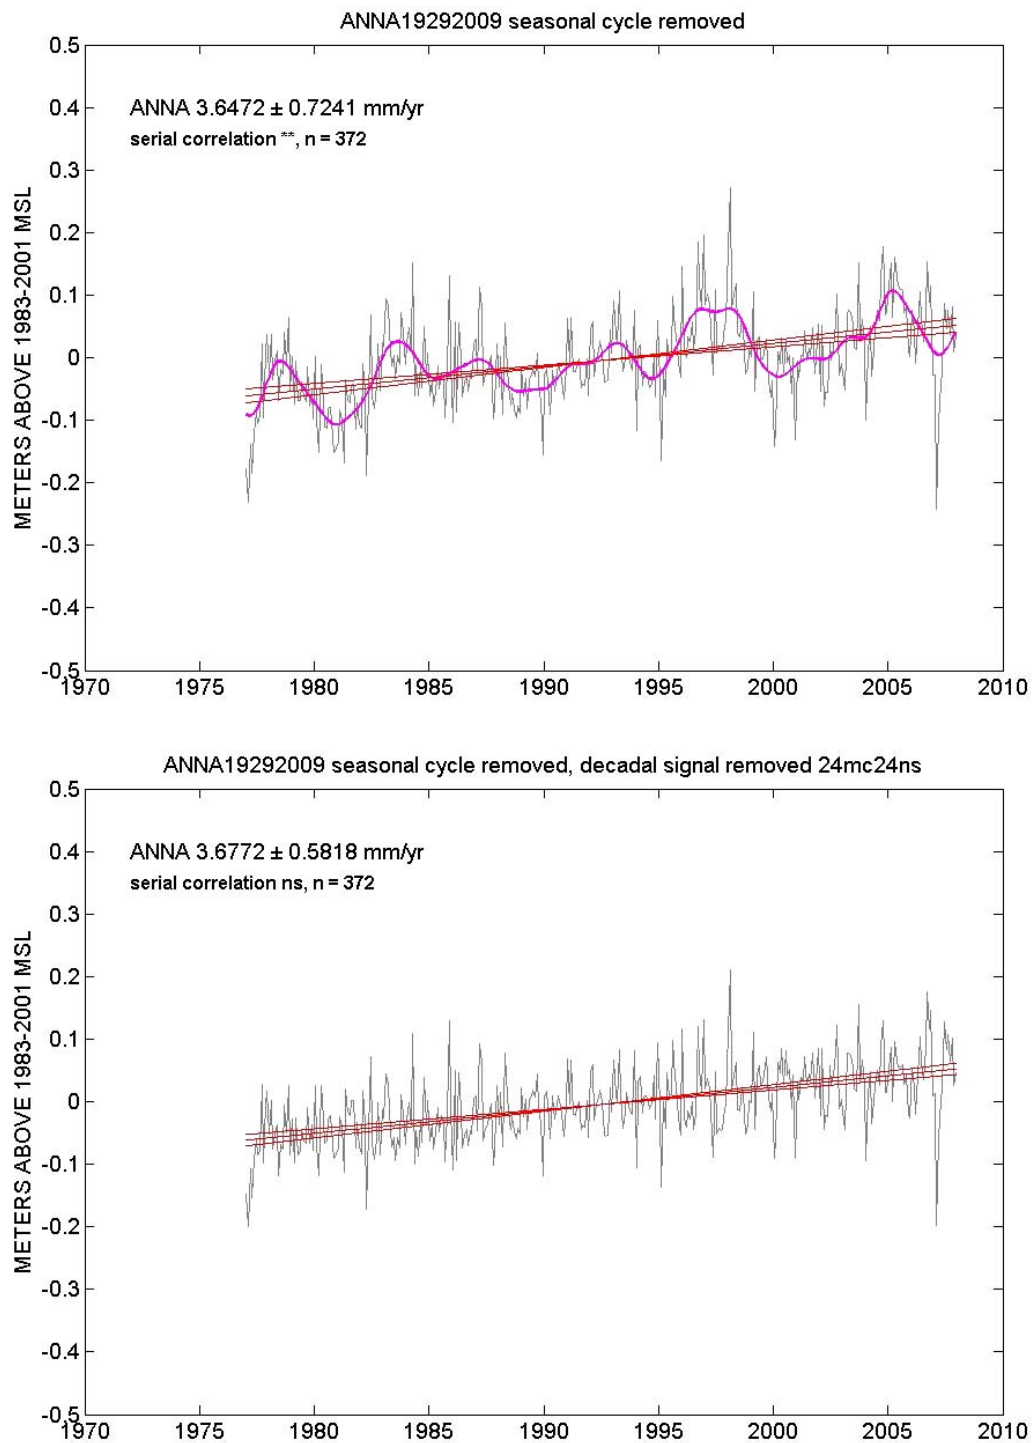 ANNA19292009 seasonal cycle removed
0.5
ANNA 3.6472 ± 0.7241 mm/yr
serial correlation **, n = 372
0.4
0.3
0.2
0.1
0
-0.1
-0.2
-0.3
-0.4
-0.5
METERS ABOVE 1983-2001 MSL
1970 1975 1980 1985 1990 1995 2000 2005 2010
ANNA19292009 seasonal cycle removed, decadal signal removed 24mc24ns
0.5
ANNA 3.6772 ± 0.5818 mm/yr
serial correlation ns, n = 372
0.4
0.3
0.2
0.1
0
-0.1
-0.2
-0.3
-0.4
-0.5
METERS ABOVE 1983-2001 MSL
1970 1975 1980 1985 1990 1995 2000 2005 2010